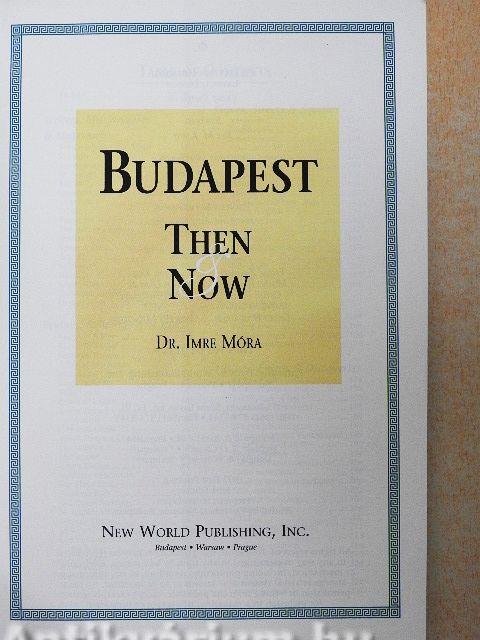 BUDAPEST
THEN
&
NOW
DR. IMRE MÓRA
NEW WORLD PUBLISHING, INC.
Budapest • Warsaw • Prague